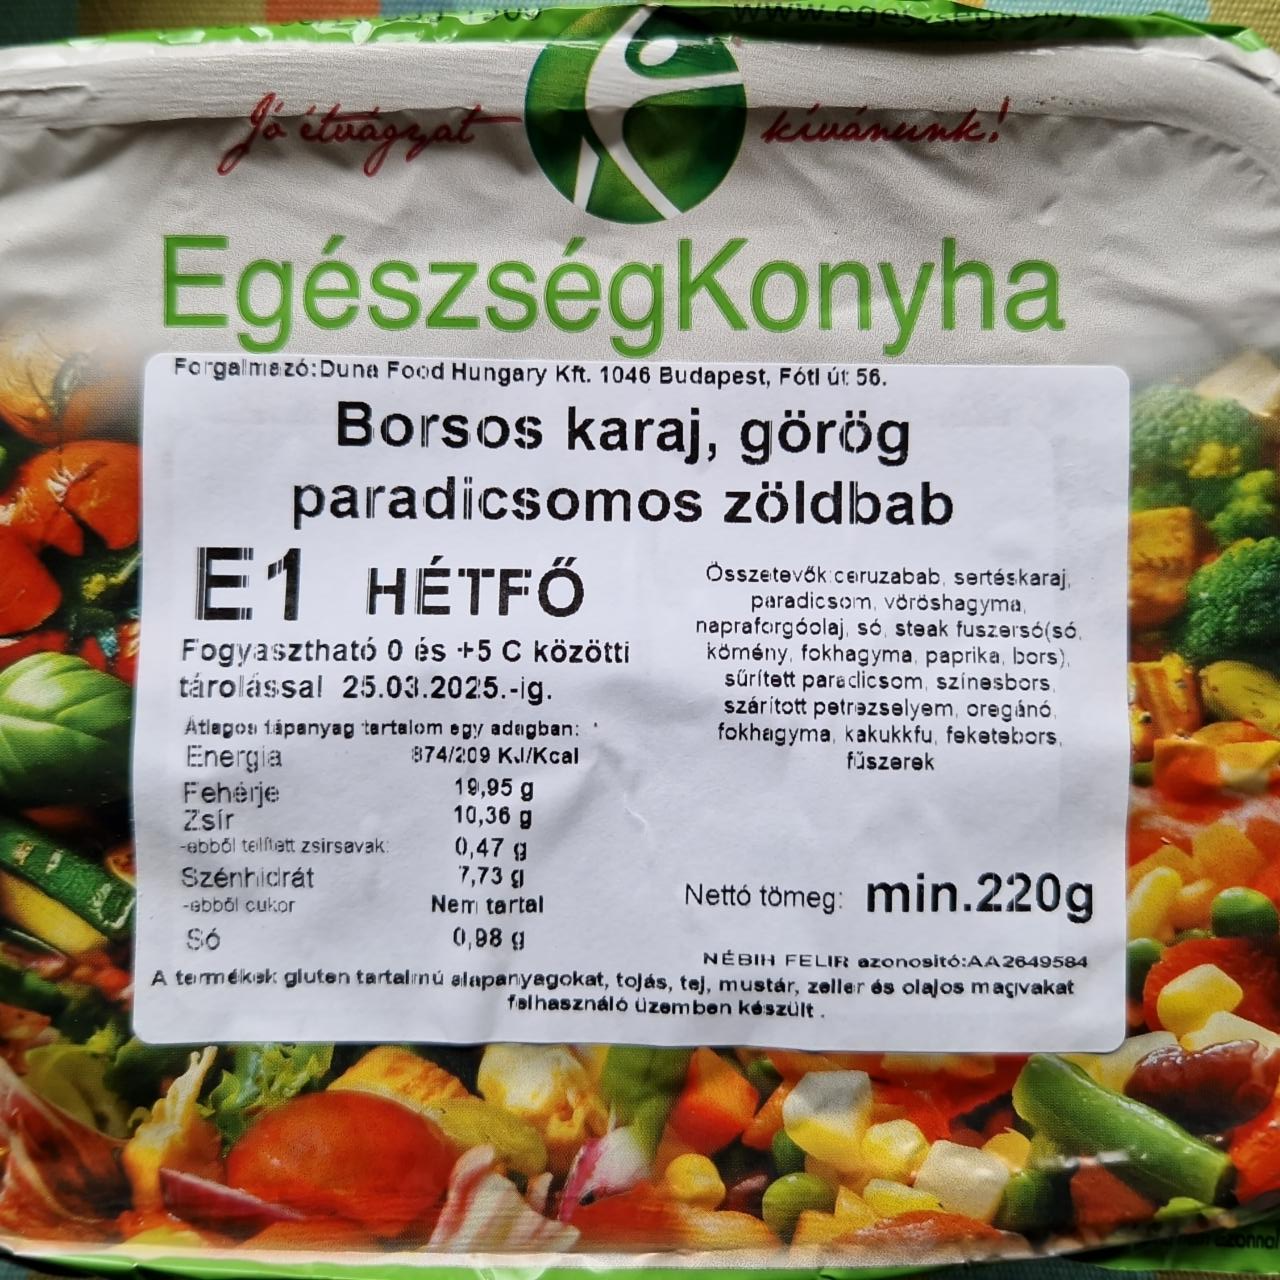 Jó étvágyat kívánunk!
EgészségKonyha
Forgalmazó:Duna Food Hungary Kft. 1046 Budapest, Fóti út 56.
Borsos karaj, görög
paradicsomos zöldbab
E1 HÉTFŐ
Fogyasztható 0 és +5 C közötti
tárolással 25.03.2025.-ig.
Átlagos tápanyag tartalom egy adagban:
Energia 874/209 KJ/Kcal
Fehérje 19,95 g
Zsír 10,36 g
-ebből telített zsirsavak: 0,47 g
Szénhidrát 7,73 g
-ebből cukor Nem tartal
Só 0,98 g
Összetevők:ceruzabab, sertéskaraj,
paradicsom, vöröshagyma,
napraforgóolaj, só, steak fuszersó(só,
kömény, fokhagyma, paprika, bors),
sűrített paradicsom, színesbors,
szárított petrezselyem, oregánó,
fokhagyma, kakukkfu, feketebors,
fűszerek
Nettó tömeg: min.220g
NÉBIH FELIR azonosító:AA2649584
A termékek gluten tartalmú alapanyagokat, tojás, tej, mustár, zeller és olajos magvakat
felhasználó üzemben készült .